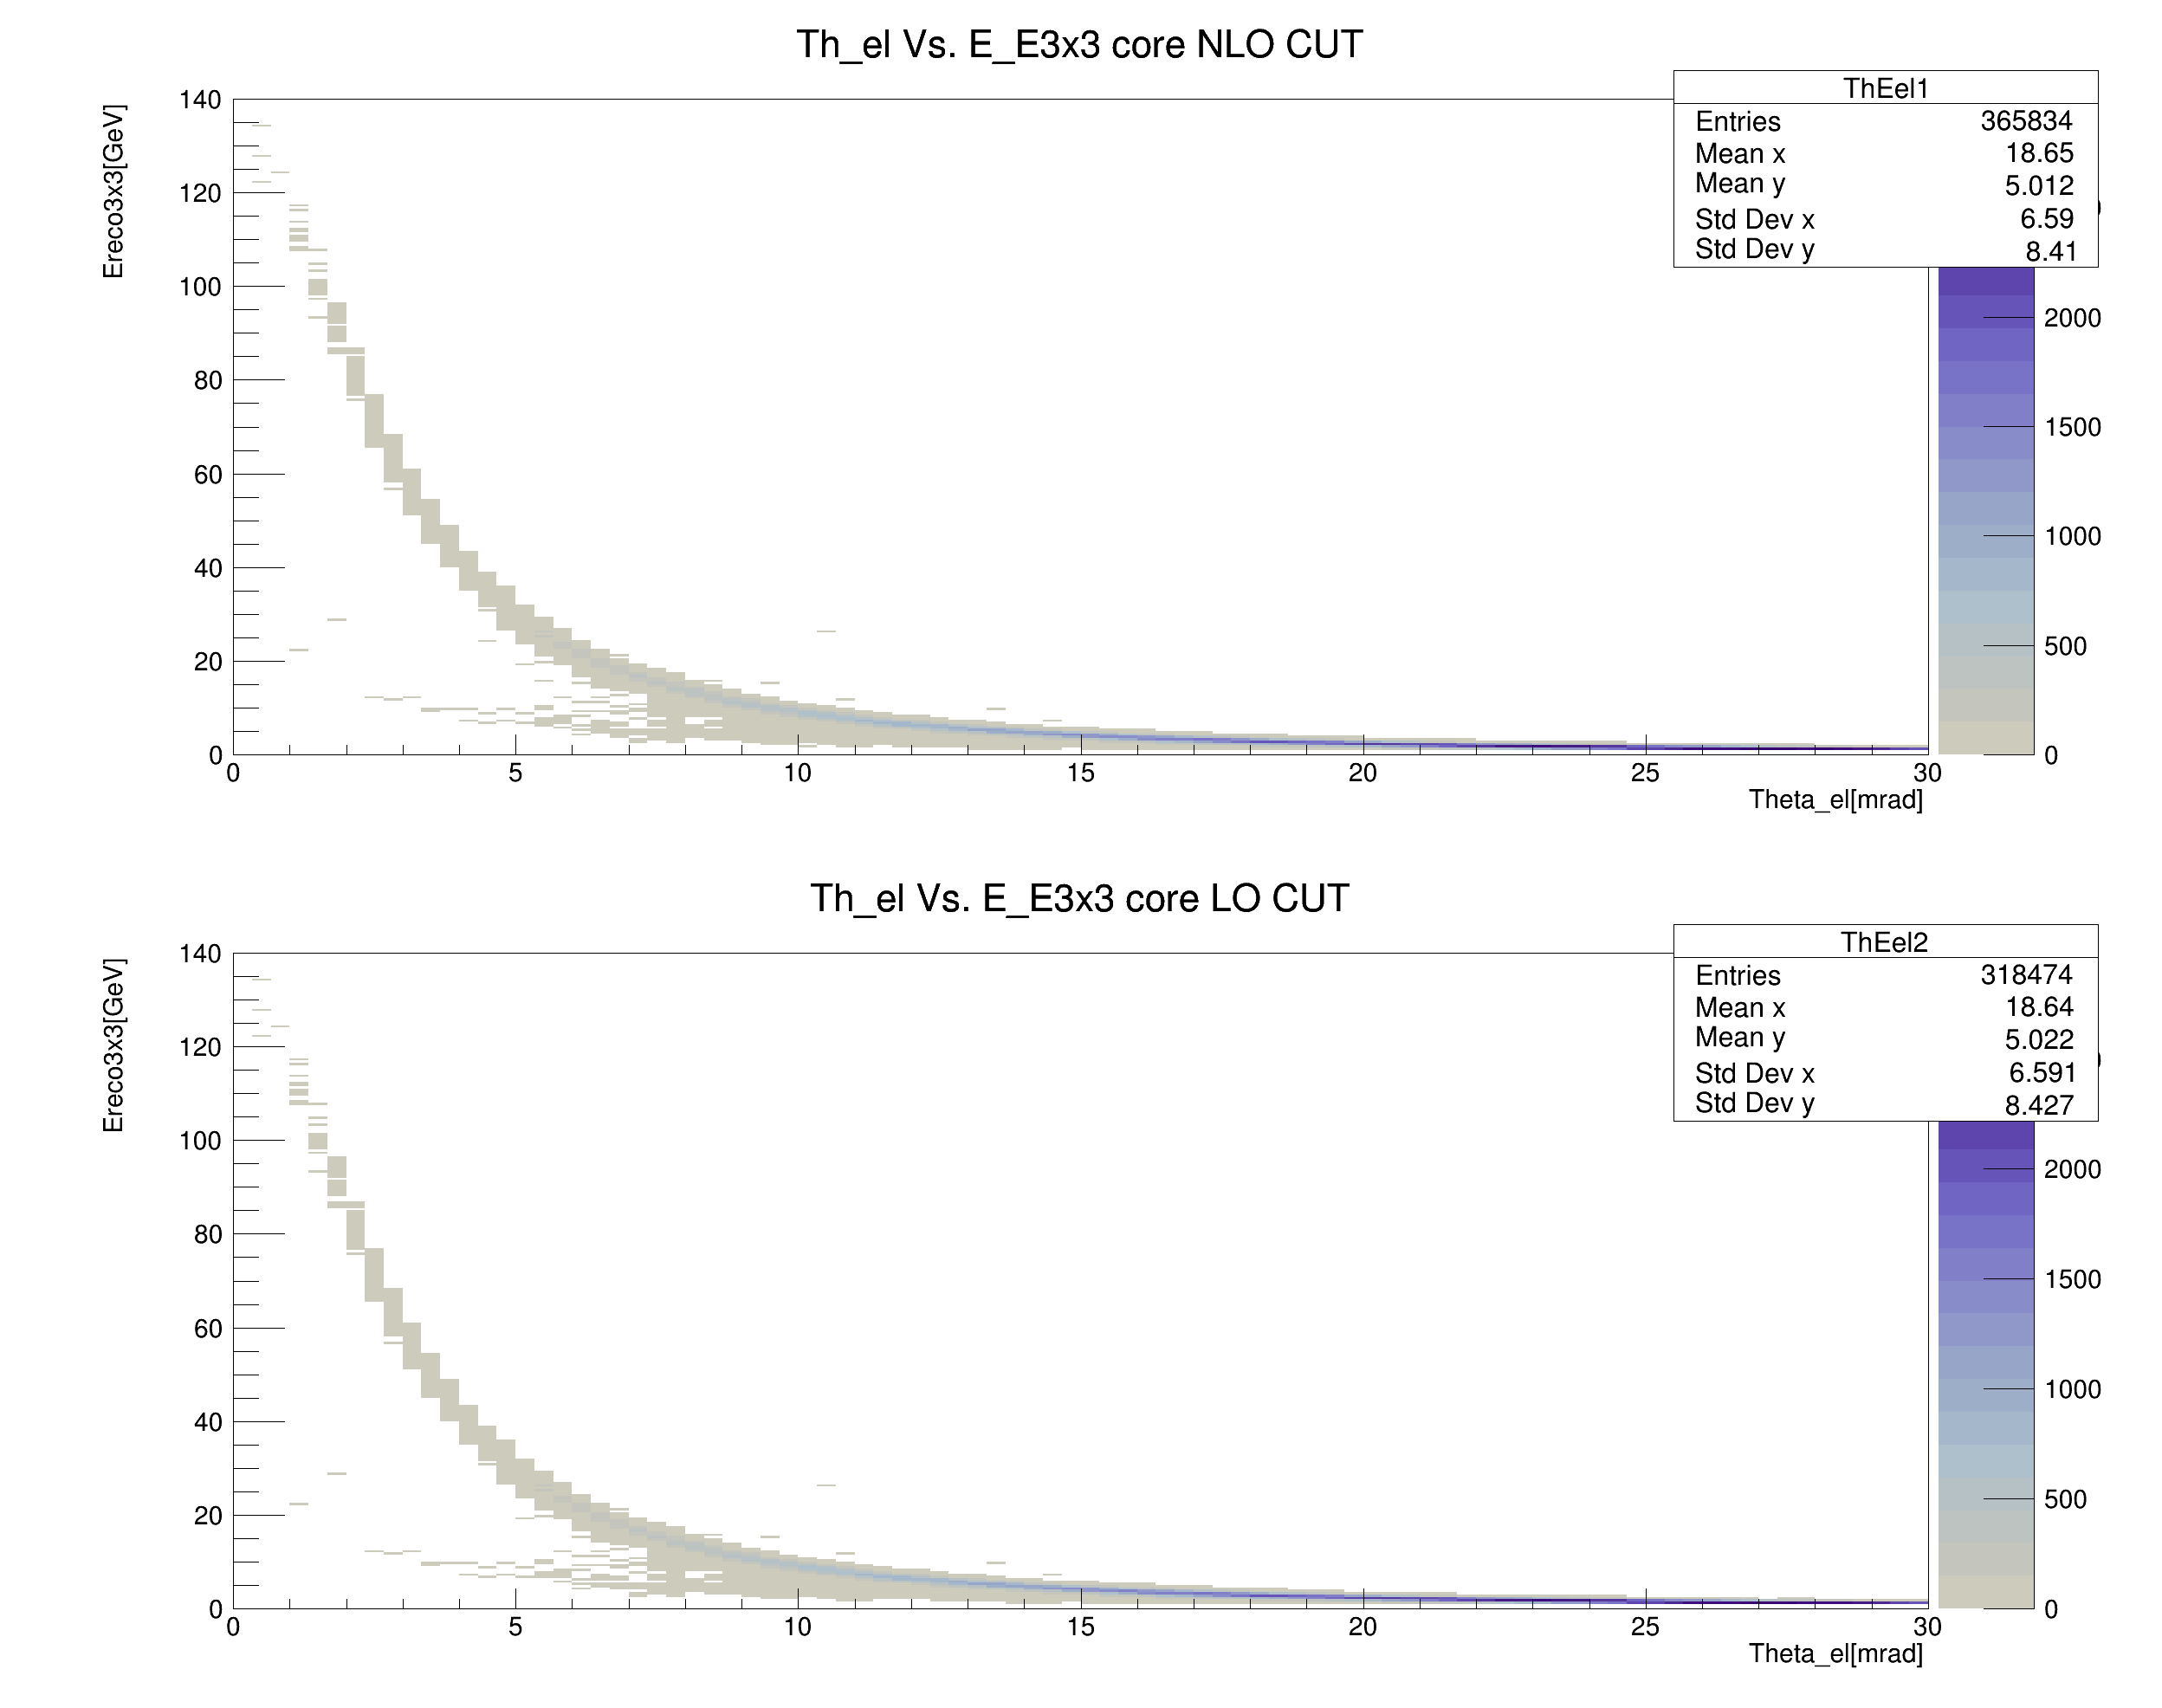 Th_el Vs. E_E3x3 core NLO CUT
ThEel1
Entries 365834
Mean x 18.65
Mean y 5.012
Std Dev x 6.59
Std Dev y 8.41
Ereco3x3[GeV]
140
120
100
80
60
40
20
0
0 5 10 15 20 25 30
Theta_el[mrad]
2000
1500
1000
500
0
Th_el Vs. E_E3x3 core LO CUT
ThEel2
Entries 318474
Mean x 18.64
Mean y 5.022
Std Dev x 6.591
Std Dev y 8.427
Ereco3x3[GeV]
140
120
100
80
60
40
20
0
0 5 10 15 20 25 30
Theta_el[mrad]
2000
1500
1000
500
0